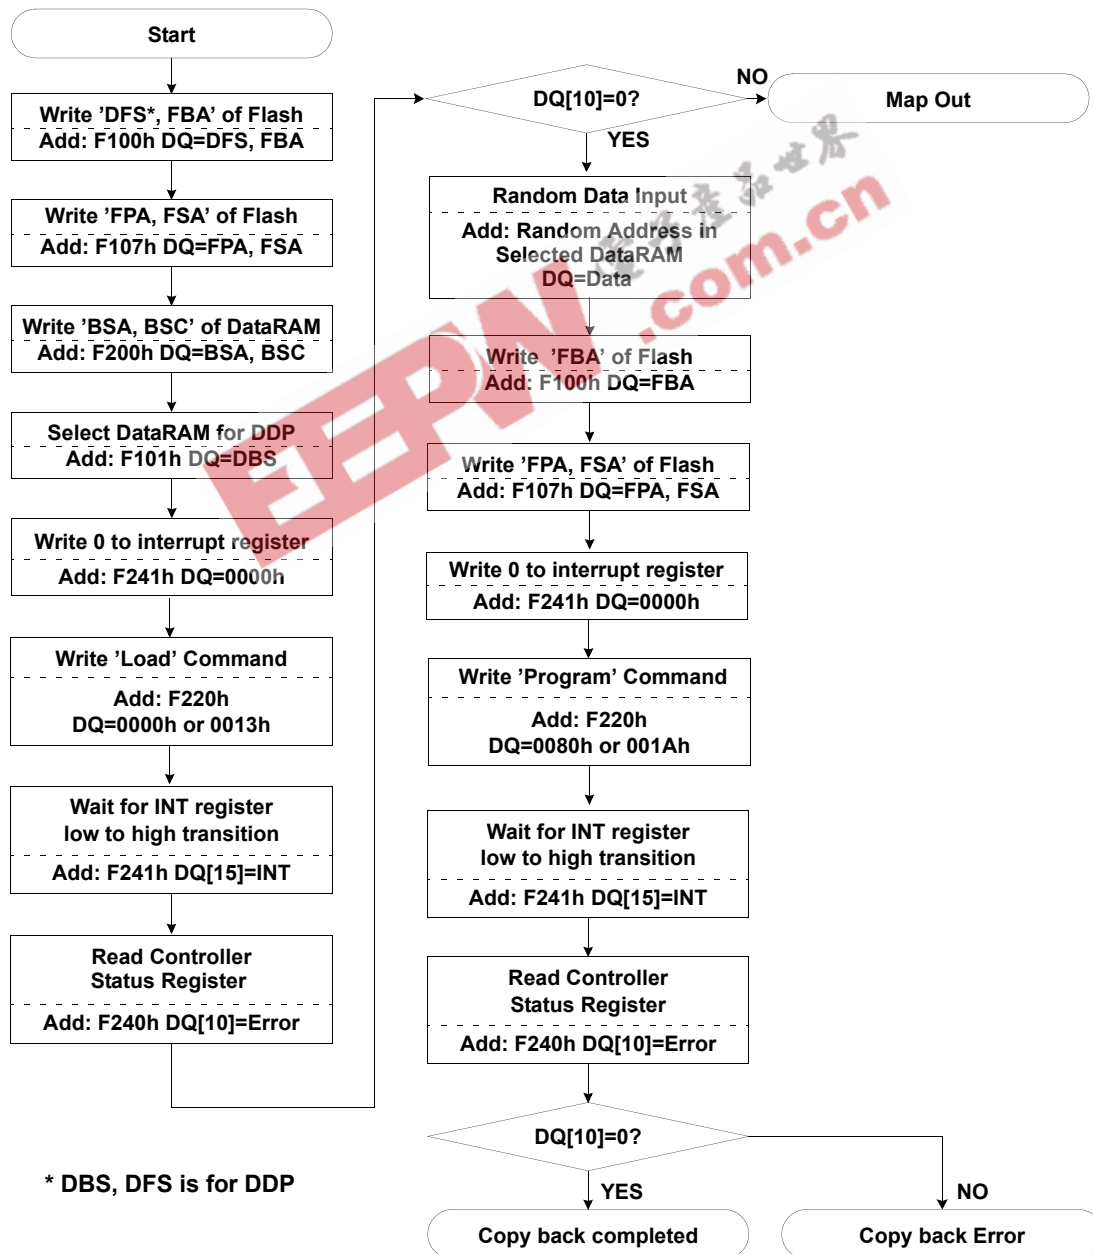 Start
Write 'DFS*, FBA' of Flash
Add: F100h DQ=DFS, FBA
Write 'FPA, FSA' of Flash
Add: F107h DQ=FPA, FSA
Write 'BSA, BSC' of DataRAM
Add: F200h DQ=BSA, BSC
Select DataRAM for DDP
Add: F101h DQ=DBS
Write 0 to interrupt register
Add: F241h DQ=0000h
Write 'Load' Command
Add: F220h
DQ=0000h or 0013h
Wait for INT register
low to high transition
Add: F241h DQ[15]=INT
Read Controller
Status Register
Add: F240h DQ[10]=Error
DQ[10]=0?
NO
Map Out
YES
Random Data Input
Add: Random Address in
Selected DataRAM
DQ=Data
Write 'FBA' of Flash
Add: F100h DQ=FBA
Write 'FPA, FSA' of Flash
Add: F107h DQ=FPA, FSA
Write 0 to interrupt register
Add: F241h DQ=0000h
Write 'Program' Command
Add: F220h
DQ=0080h or 001Ah
Wait for INT register
low to high transition
Add: F241h DQ[15]=INT
Read Controller
Status Register
Add: F240h DQ[10]=Error
DQ[10]=0?
YES
NO
Copy back completed
Copy back Error
* DBS, DFS is for DDP
EEPW.com.cn
電子產品世界